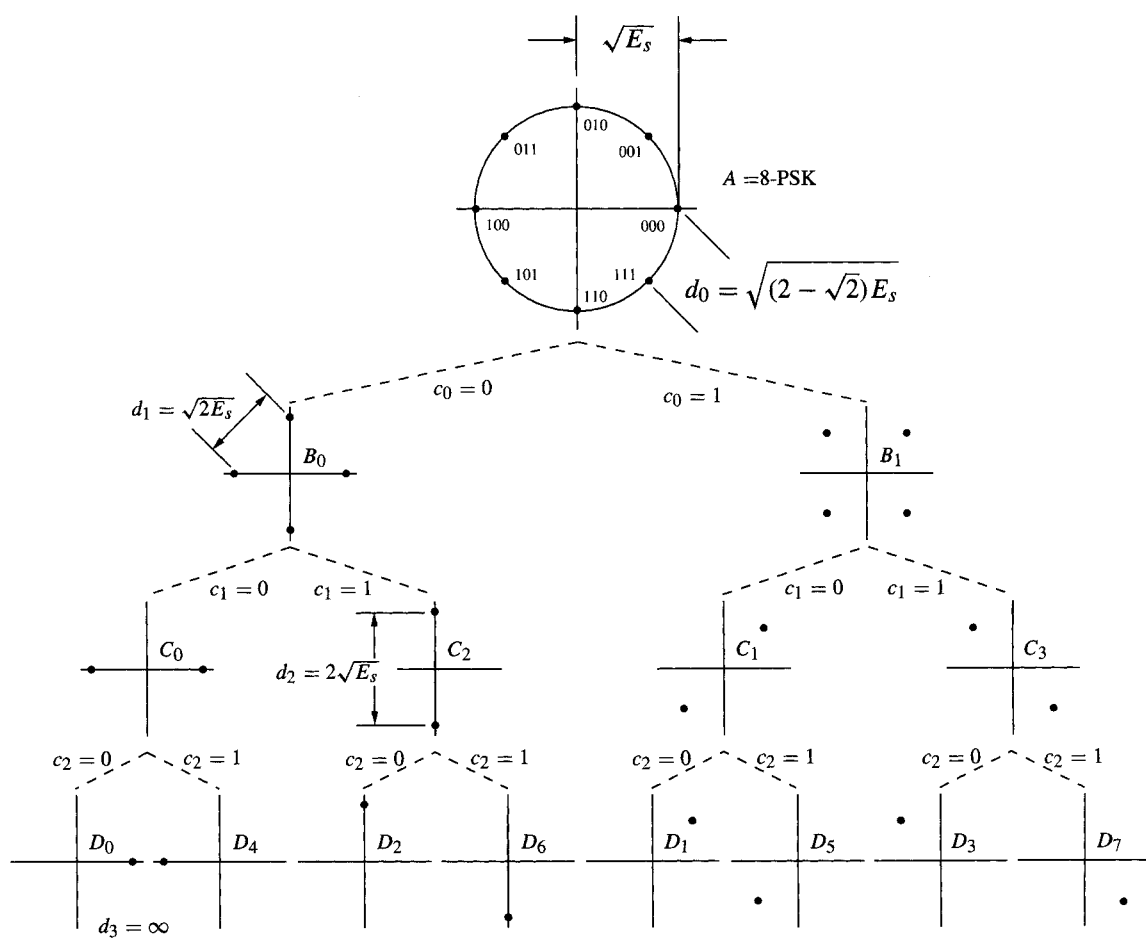 √E_s
010
011
001
A =8-PSK
100
000
101
111
110
d_0 = √((2 − √2)E_s)
c_0 = 0
c_0 = 1
d_1 = √(2E_s)
B_0
B_1
c_1 = 0
c_1 = 1
c_1 = 0
c_1 = 1
C_0
C_2
C_1
C_3
d_2 = 2√E_s
c_2 = 0
c_2 = 1
c_2 = 0
c_2 = 1
c_2 = 0
c_2 = 1
c_2 = 0
c_2 = 1
D_0
D_4
D_2
D_6
D_1
D_5
D_3
D_7
d_3 = ∞